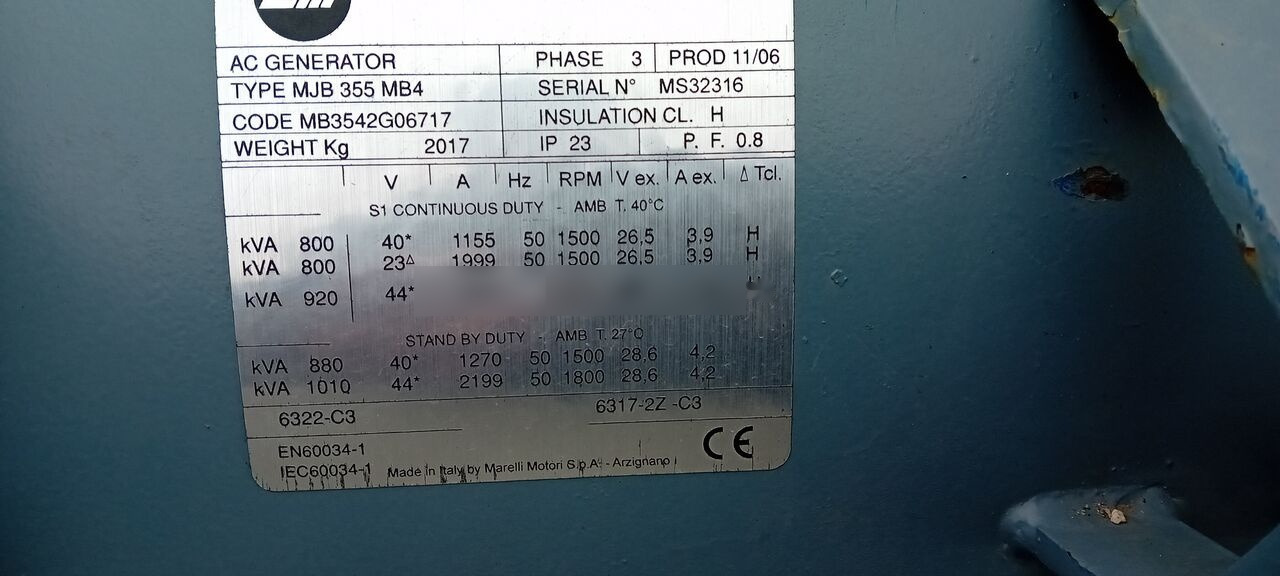 AC GENERATOR PHASE 3 PROD 11/06
TYPE MJB 355 MB4 SERIAL N° MS32316
CODE MB3542G06717 INSULATION CL. H
WEIGHT Kg 2017 IP 23 P. F. 0.8
V A Hz RPM V ex. A ex. Δ Tcl.
S1 CONTINUOUS DUTY - AMB T. 40°C
kVA 800 40* 1155 50 1500 26,5 3,9 H
kVA 800 23Δ 1999 50 1500 26,5 3,9 H
kVA 920 44*
STAND BY DUTY - AMB T. 27°C
kVA 880 40* 1270 50 1500 28,6 4,2
kVA 1010 44* 2199 50 1800 28,6 4,2
6322-C3 6317-2Z -C3
EN60034-1
IEC60034-1 Made in Italy by Marelli Motori S.p.A. - Arzignano
CE